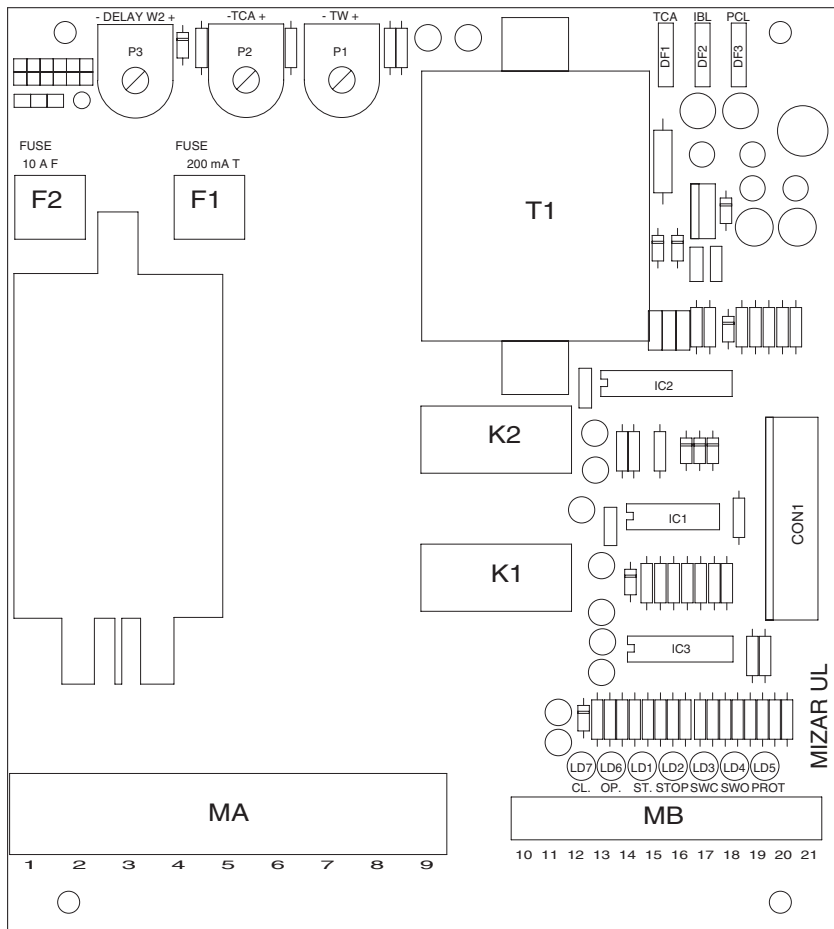 - DELAY W2 + -TCA + - TW + TCA IBL PCL
P3 P2 P1 DF1 DF2 DF3
FUSE FUSE
10 A F 200 mA T
F2 F1 T1
IC2
K2
IC1 CON1
K1
IC3
MIZAR UL
LD7 LD6 LD1 LD2 LD3 LD4 LD5
CL. OP. ST. STOP SWC SWO PROT
MA MB
1 2 3 4 5 6 7 8 9 10 11 12 13 14 15 16 17 18 19 20 21